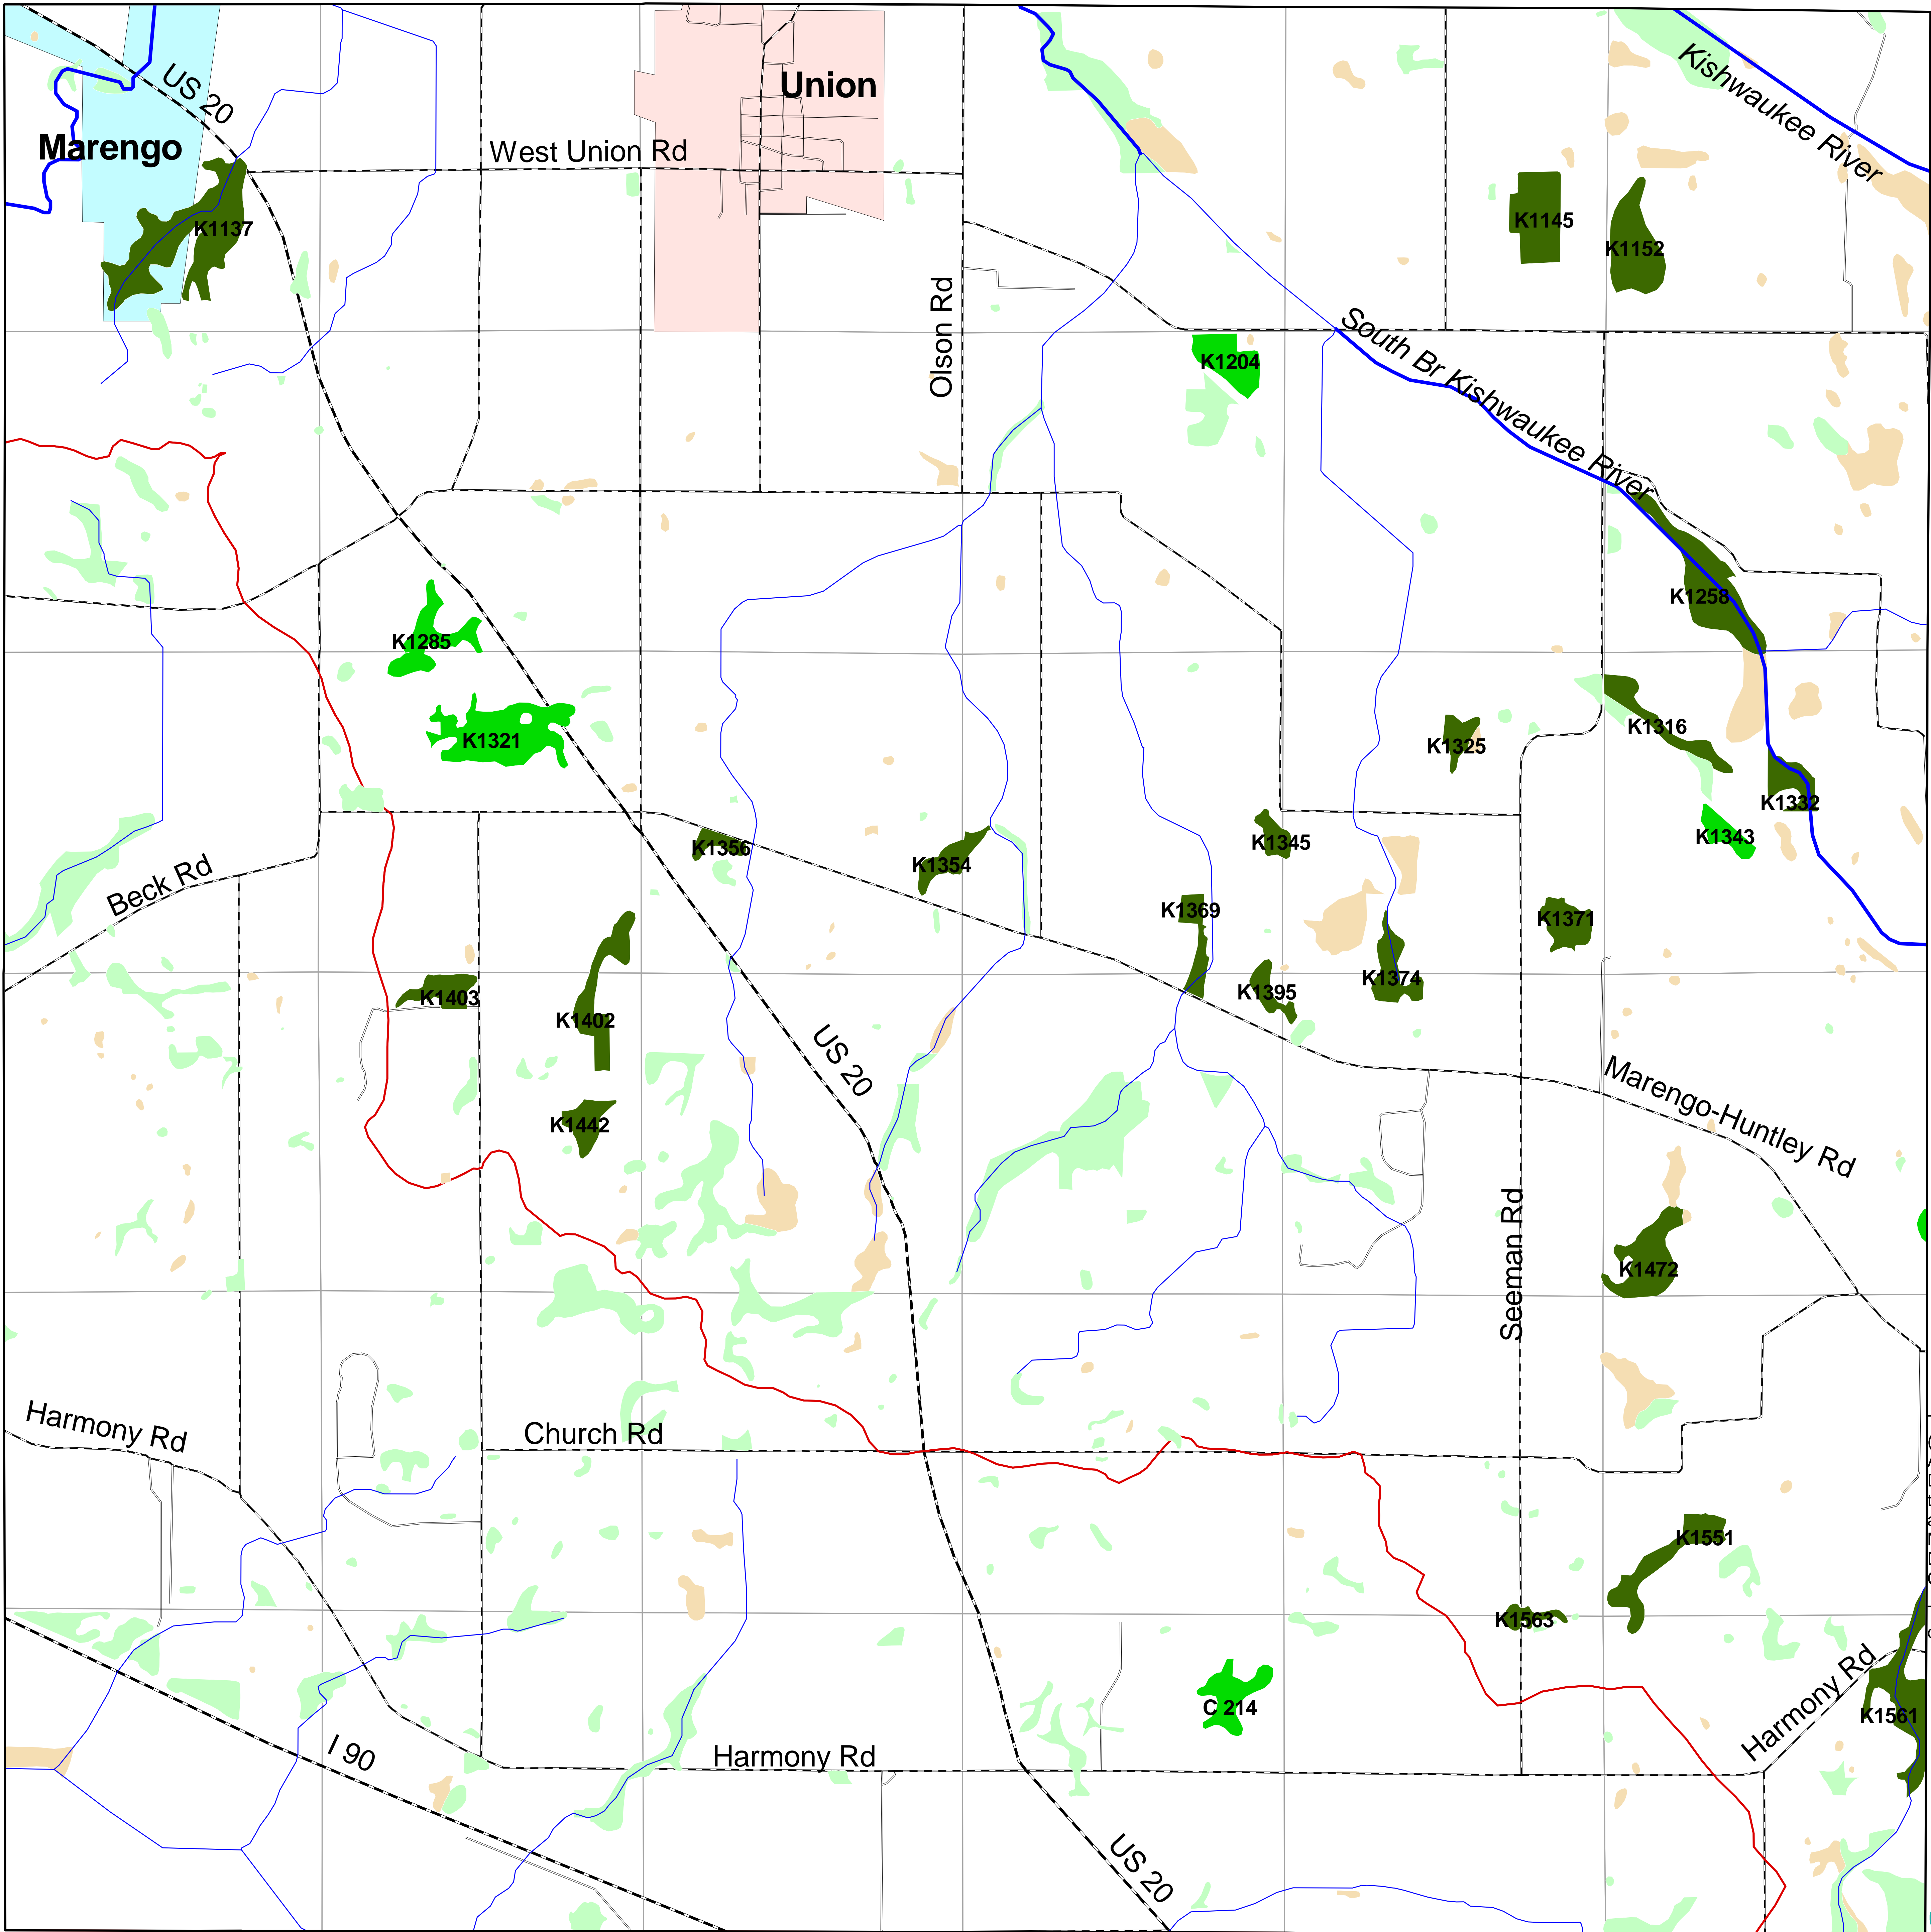 Union
Kishwaukee River
US 20
Marengo
West Union Rd
K1137
K1145
K1152
Olson Rd
South Br Kishwaukee River
K1204
K1258
K1285
K1321
K1316
K1325
K1332
K1343
K1345
K1356
K1354
Beck Rd
K1369
K1371
K1374
K1395
K1403
K1402
US 20
K1442
Marengo-Huntley Rd
Seeman Rd
K1472
Harmony Rd
Church Rd
K1551
K1563
Harmony Rd
C 214
K1561
I 90
Harmony Rd
US 20